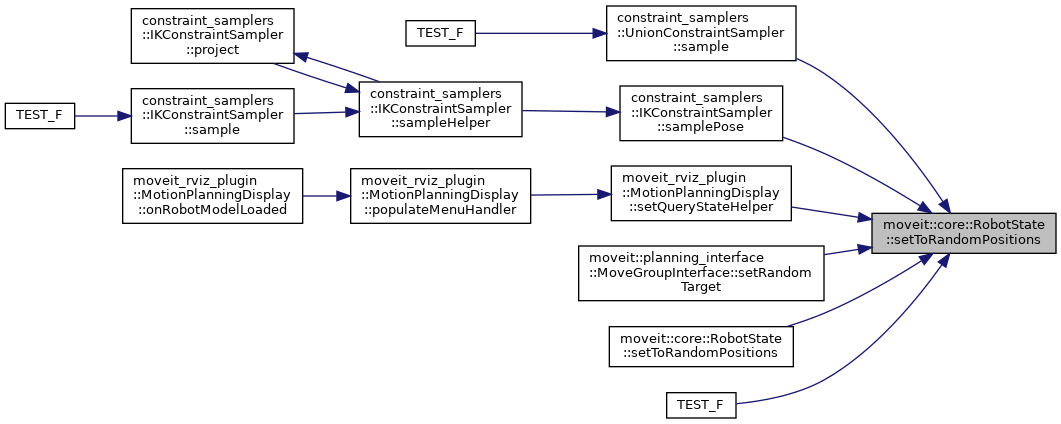 constraint_samplers
::IKConstraintSampler
::project
TEST_F
constraint_samplers
::UnionConstraintSampler
::sample
TEST_F
constraint_samplers
::IKConstraintSampler
::sample
constraint_samplers
::IKConstraintSampler
::sampleHelper
constraint_samplers
::IKConstraintSampler
::samplePose
moveit_rviz_plugin
::MotionPlanningDisplay
::onRobotModelLoaded
moveit_rviz_plugin
::MotionPlanningDisplay
::populateMenuHandler
moveit_rviz_plugin
::MotionPlanningDisplay
::setQueryStateHelper
moveit::core::RobotState
::setToRandomPositions
moveit::planning_interface
::MoveGroupInterface::setRandom
Target
moveit::core::RobotState
::setToRandomPositions
TEST_F